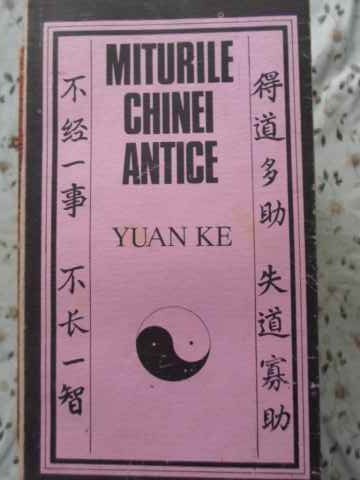 MITURILE
CHINEI
ANTICE
YUAN KE
得道多助 失道寡助
不经一事 不长一智